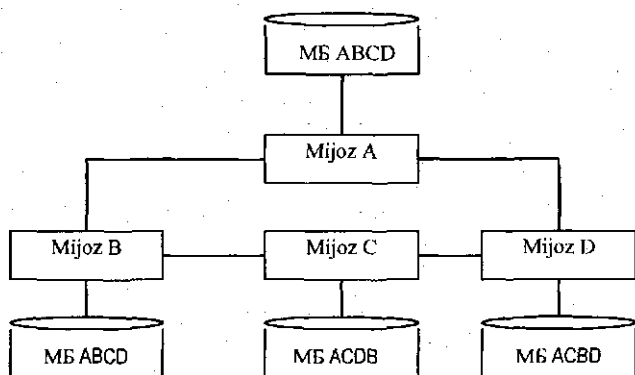 МБ ABCD
Mijoz A
Mijoz B
Mijoz C
Mijoz D
МБ ABCD
МБ ACDB
МБ ACBD